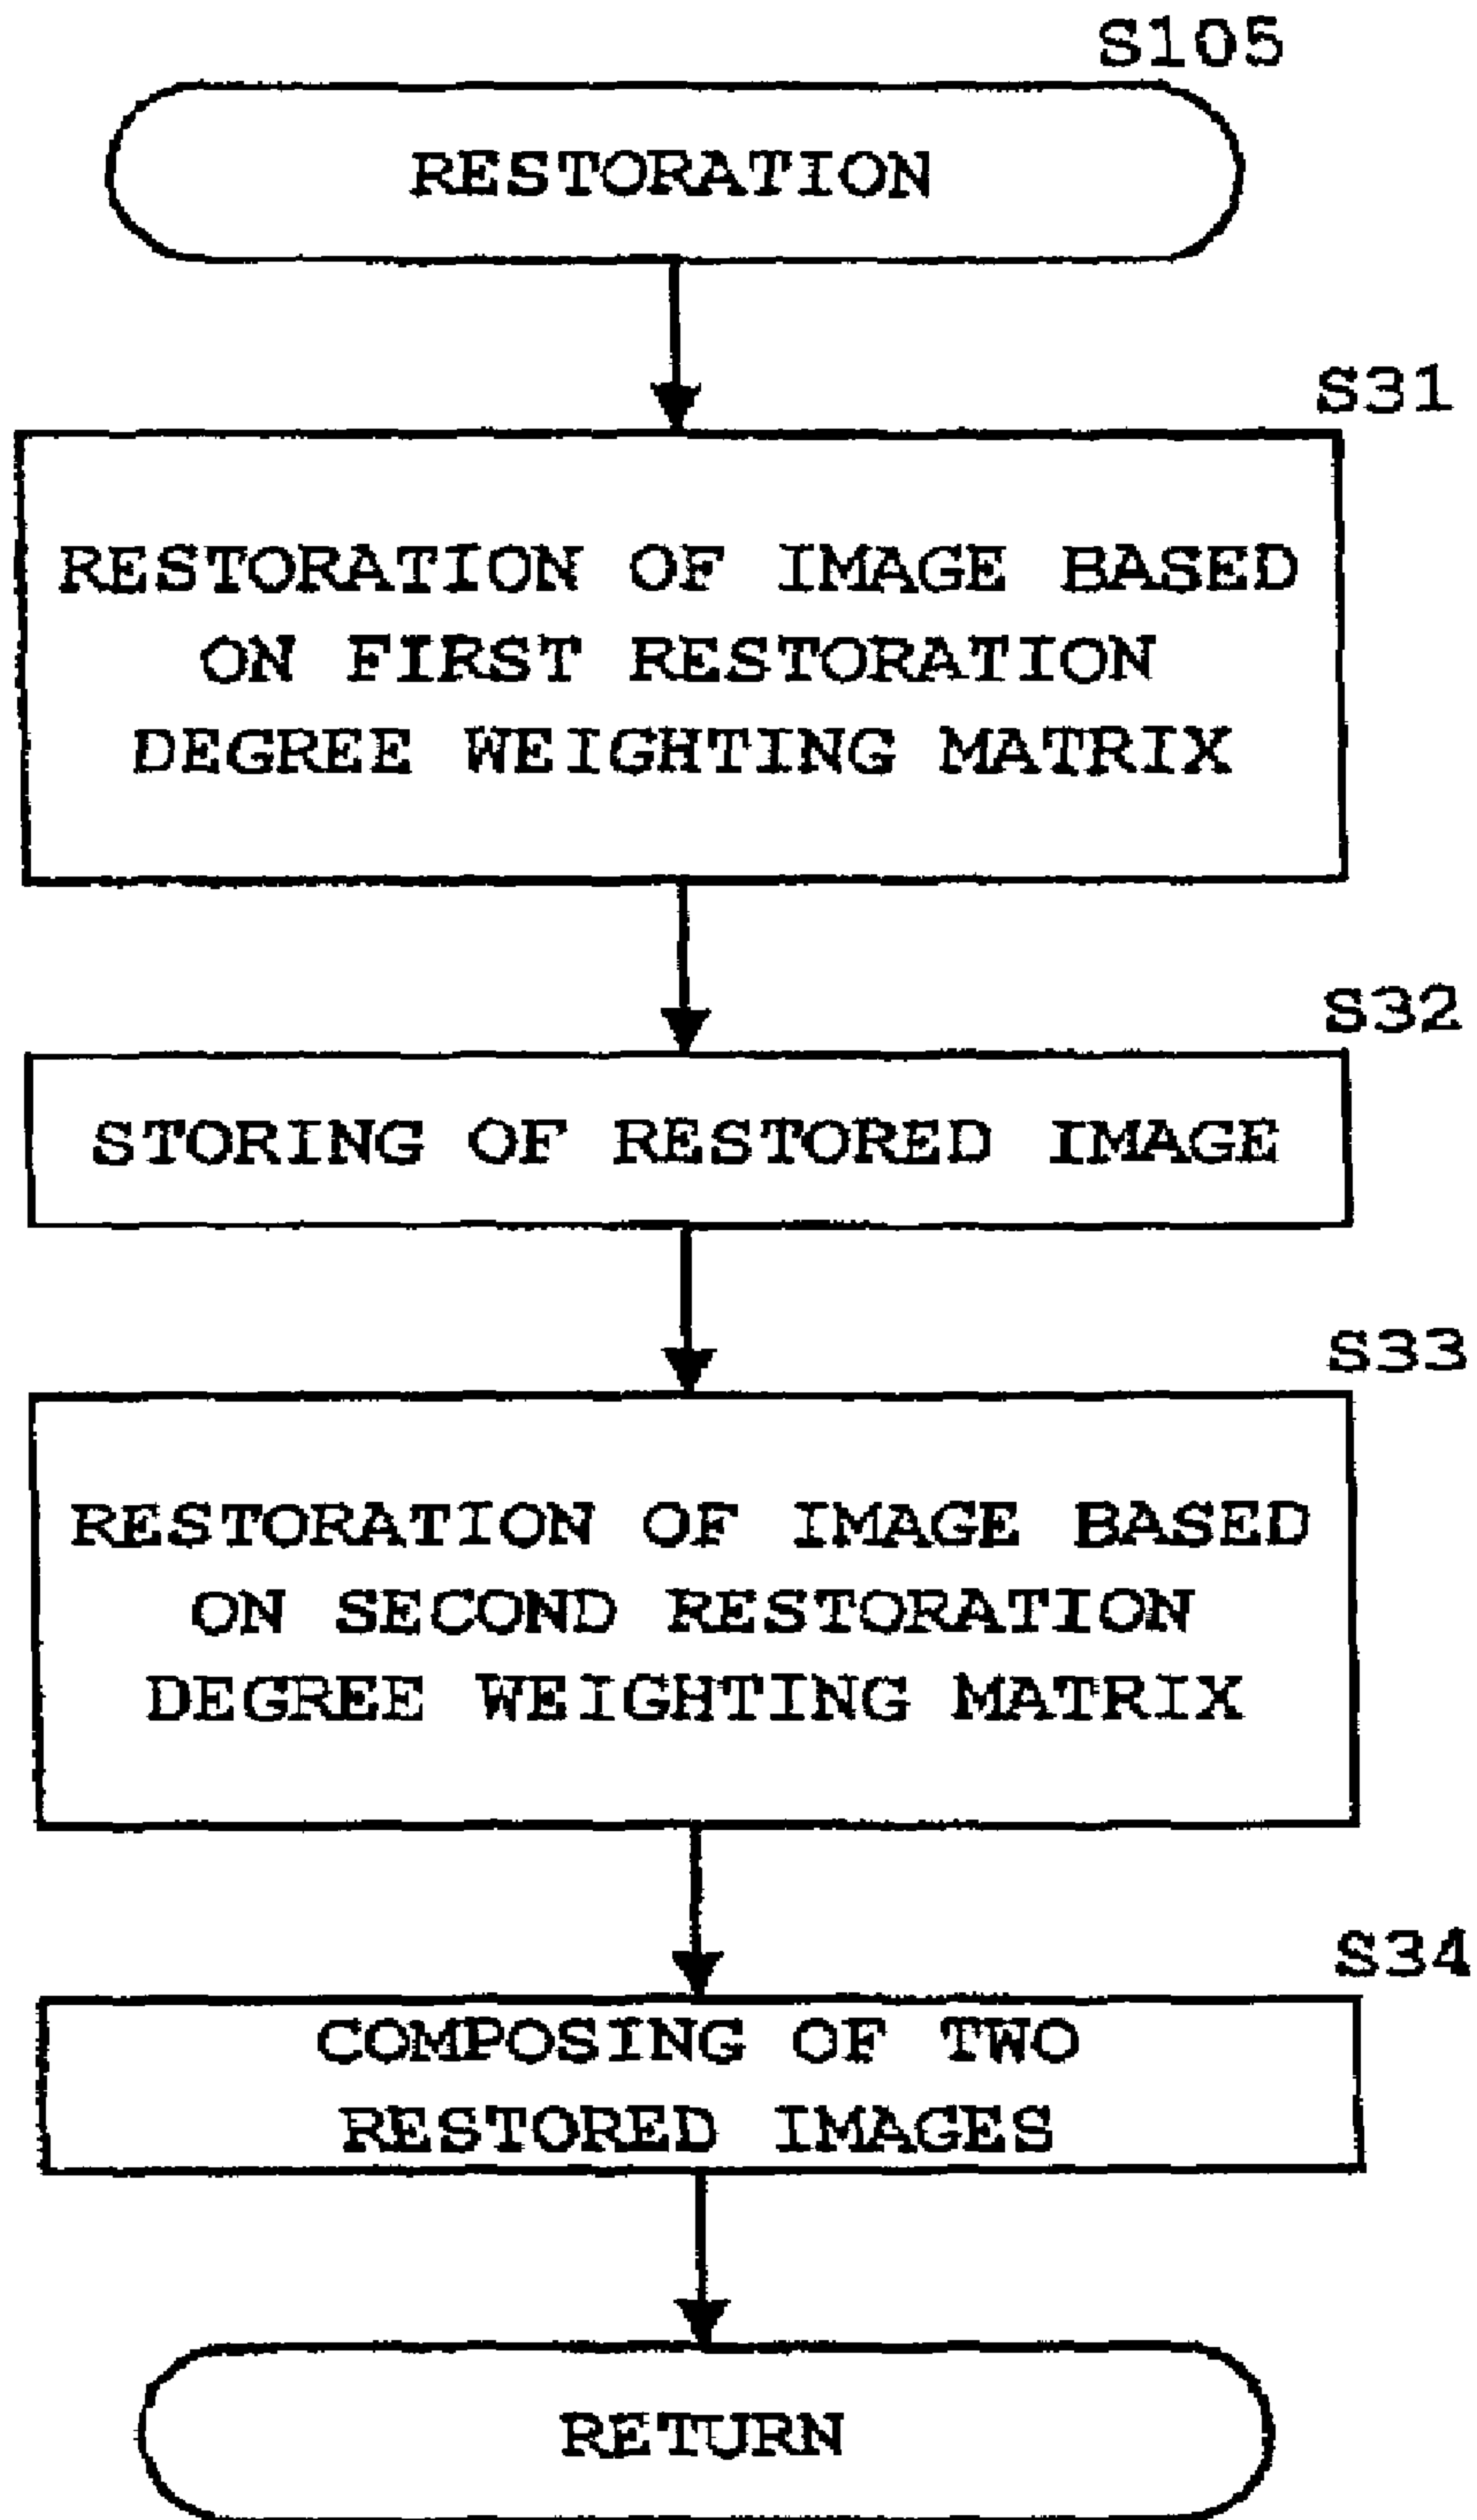 S105
RESTORATION
S31
RESTORATION OF IMAGE BASED
ON FIRST RESTORATION
DEGREE WEIGHTING MATRIX
S32
STORING OF RESTORED IMAGE
S33
RESTORATION OF IMAGE BASED
ON SECOND RESTORATION
DEGREE WEIGHTING MATRIX
S34
COMPOSING OF TWO
RESTORED IMAGES
RETURN